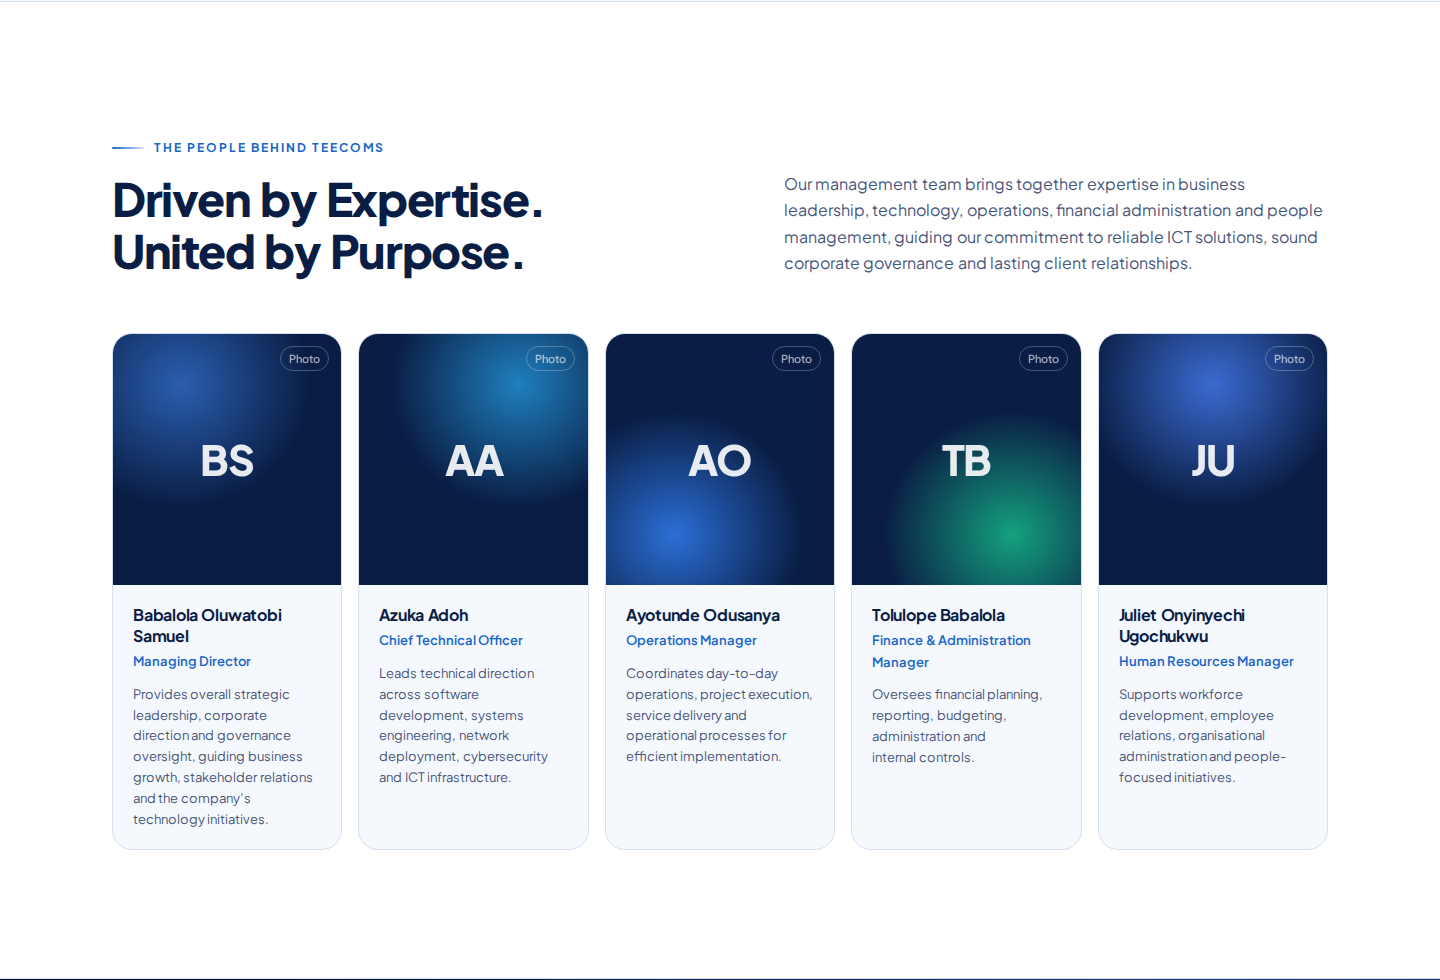 THE PEOPLE BEHIND TEECOMS
Driven by Expertise.
United by Purpose.
Our management team brings together expertise in business
leadership, technology, operations, financial administration and people
management, guiding our commitment to reliable ICT solutions, sound
corporate governance and lasting client relationships.
Photo
BS
Babalola Oluwatobi
Samuel
Managing Director
Provides overall strategic
leadership, corporate
direction and governance
oversight, guiding business
growth, stakeholder relations
and the company's
technology initiatives.
Photo
AA
Azuka Adoh
Chief Technical Officer
Leads technical direction
across software
development, systems
engineering, network
deployment, cybersecurity
and ICT infrastructure.
Photo
AO
Ayotunde Odusanya
Operations Manager
Coordinates day-to-day
operations, project execution,
service delivery and
operational processes for
efficient implementation.
Photo
TB
Tolulope Babalola
Finance & Administration
Manager
Oversees financial planning,
reporting, budgeting,
administration and
internal controls.
Photo
JU
Juliet Onyinyechi
Ugochukwu
Human Resources Manager
Supports workforce
development, employee
relations, organisational
administration and people-
focused initiatives.